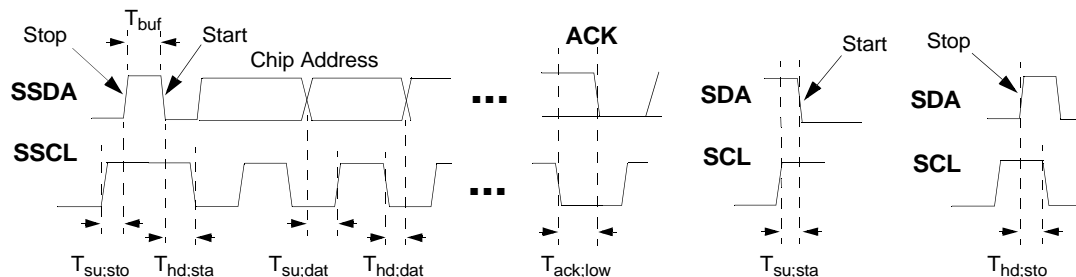 Tbuf
Stop
Start
Chip Address
ACK
Start
Stop
SSDA
...
SDA
SDA
SSCL
...
SCL
SCL
Tsu;sto
Thd;sta
Tsu;dat
Thd;dat
Tack;low
Tsu;sta
Thd;sto